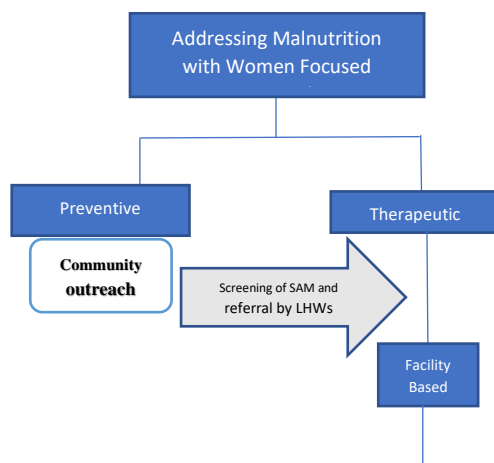 Addressing Malnutrition
with Women Focused
Preventive
Therapeutic
Community
outreach
Screening of SAM and
referral by LHWs
Facility
Based